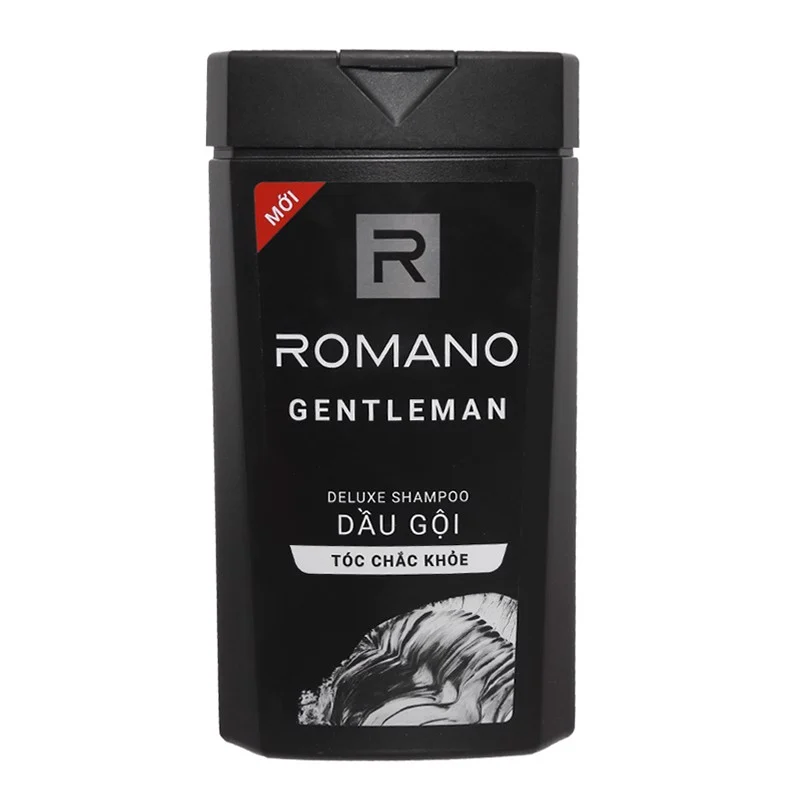 MỚI
R
ROMANO
GENTLEMAN
DELUXE SHAMPOO
DẦU GỘI
TÓC CHẮC KHỎE